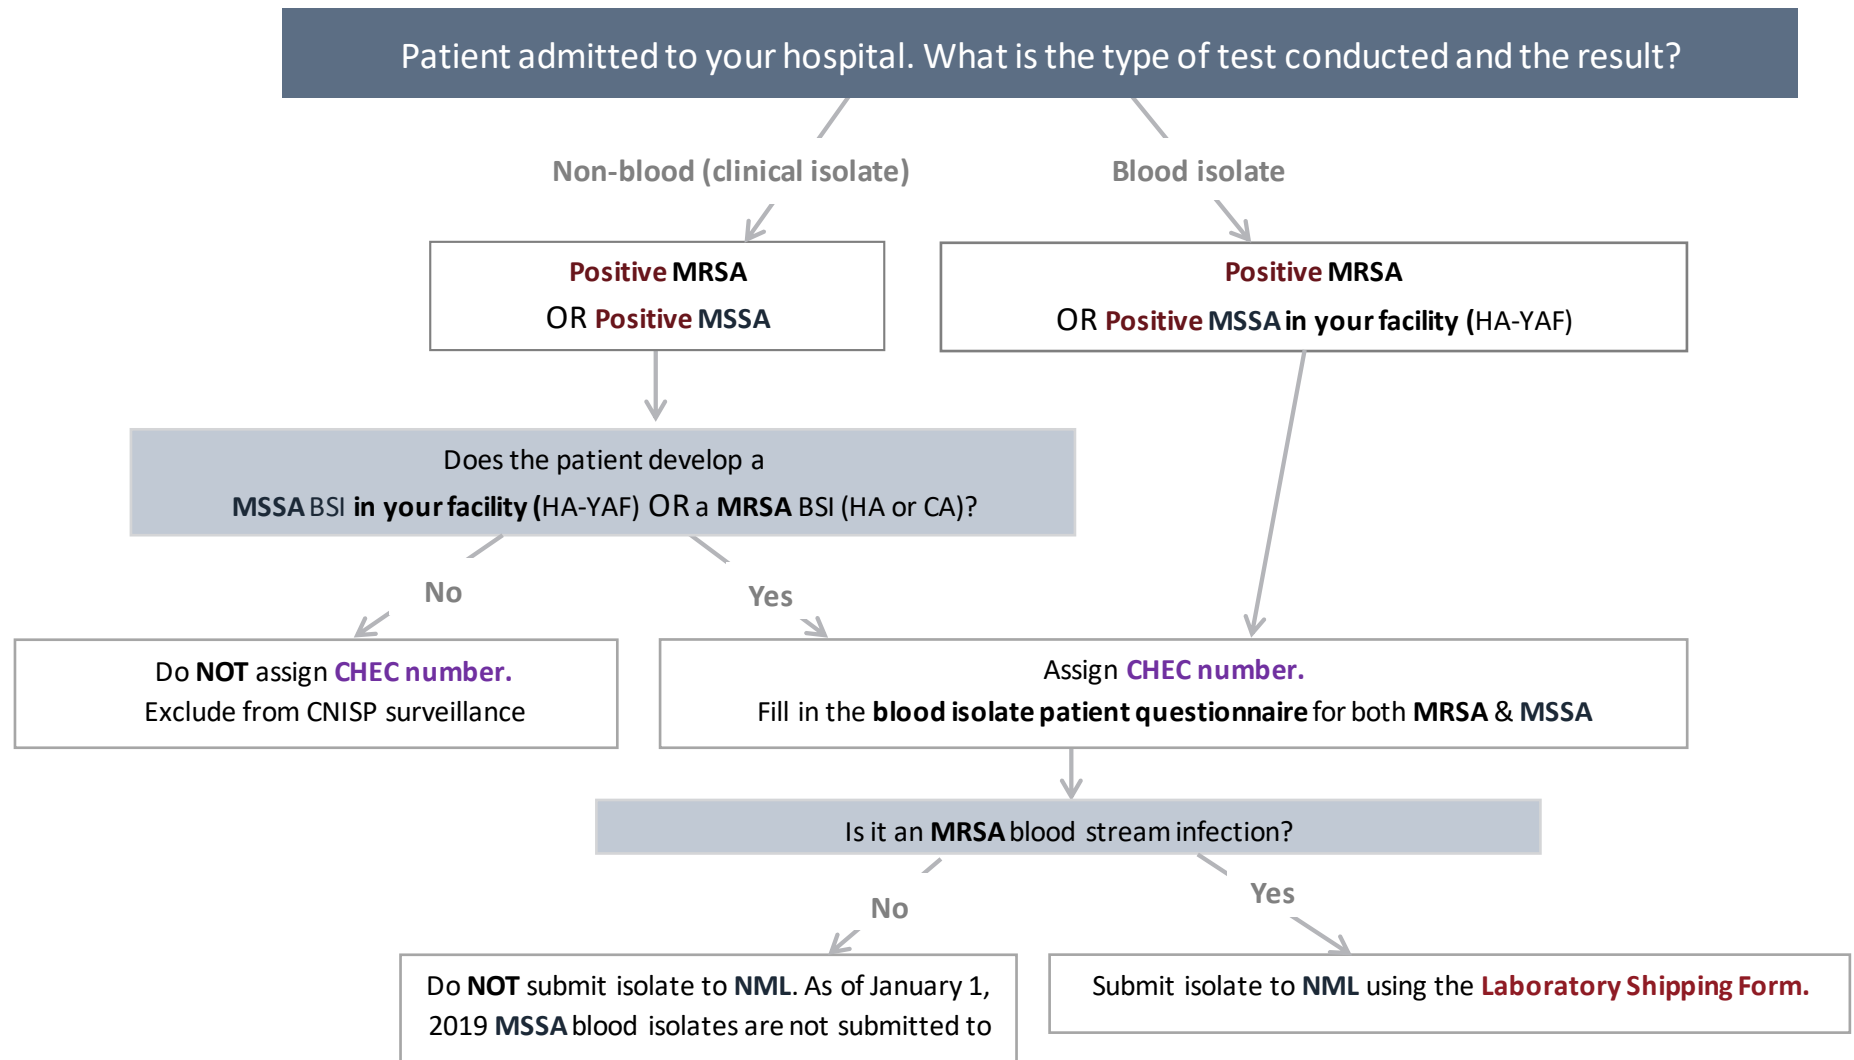 Patient admitted to your hospital. What is the type of test conducted and the result?
Non-blood (clinical isolate)
Blood isolate
Positive MRSA
OR Positive MSSA
Positive MRSA
OR Positive MSSA in your facility (HA-YAF)
Does the patient develop a
MSSA BSI in your facility (HA-YAF) OR a MRSA BSI (HA or CA)?
No
Yes
Do NOT assign CHEC number.
Exclude from CNISP surveillance
Assign CHEC number.
Fill in the blood isolate patient questionnaire for both MRSA & MSSA
Is it an MRSA blood stream infection?
No
Yes
Do NOT submit isolate to NML. As of January 1,
2019 MSSA blood isolates are not submitted to
Submit isolate to NML using the Laboratory Shipping Form.